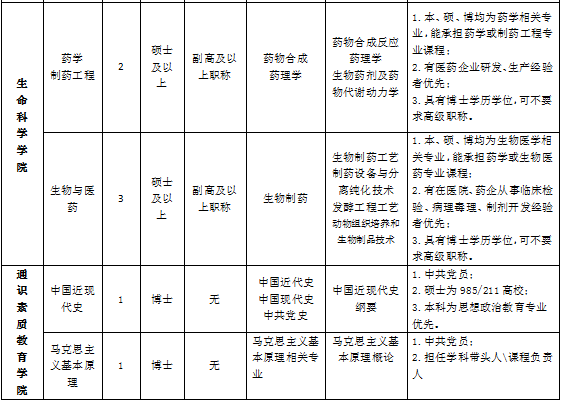 生
命
科
学
学
院
药学
制药工程
2
硕士
及以
上
副高及以
上职称
药物合成
药理学
药物合成反应
药理学
生物药剂及药
物代谢动力学
1. 本、硕、博均为药学相关专
业，能承担药学或制药工程专
业课程；
2. 有医药企业研发、生产经验
者优先；
3. 具有博士学历学位，可不要
求高级职称。
生物与医
药
3
硕士
及以
上
副高及以
上职称
生物制药
生物制药工艺
制药设备与分
离纯化技术
发酵工程工艺
动物组织培养和
生物制品技术
1. 本、硕、博均为生物医学相
关专业，能承担药学或生物医
药专业课程；
2. 有在医院、药企从事临床检
验、病理毒理、制剂开发经验
者优先；
3. 具有博士学历学位，可不要
求高级职称。
通
识
素
质
教
育
学
院
中国近现
代史
1
博士
无
中国近代史
中国现代史
中共党史
中国近现代史
纲要
1. 中共党员；
2. 硕士为 985/211 高校；
3. 本科为思想政治教育专业
优先。
马克思主
义基本原
理
1
博士
无
马克思主义基
本原理相关专
业
马克思主义基
本原理概论
1. 中共党员；
2. 担任学科带头人\课程负责
人